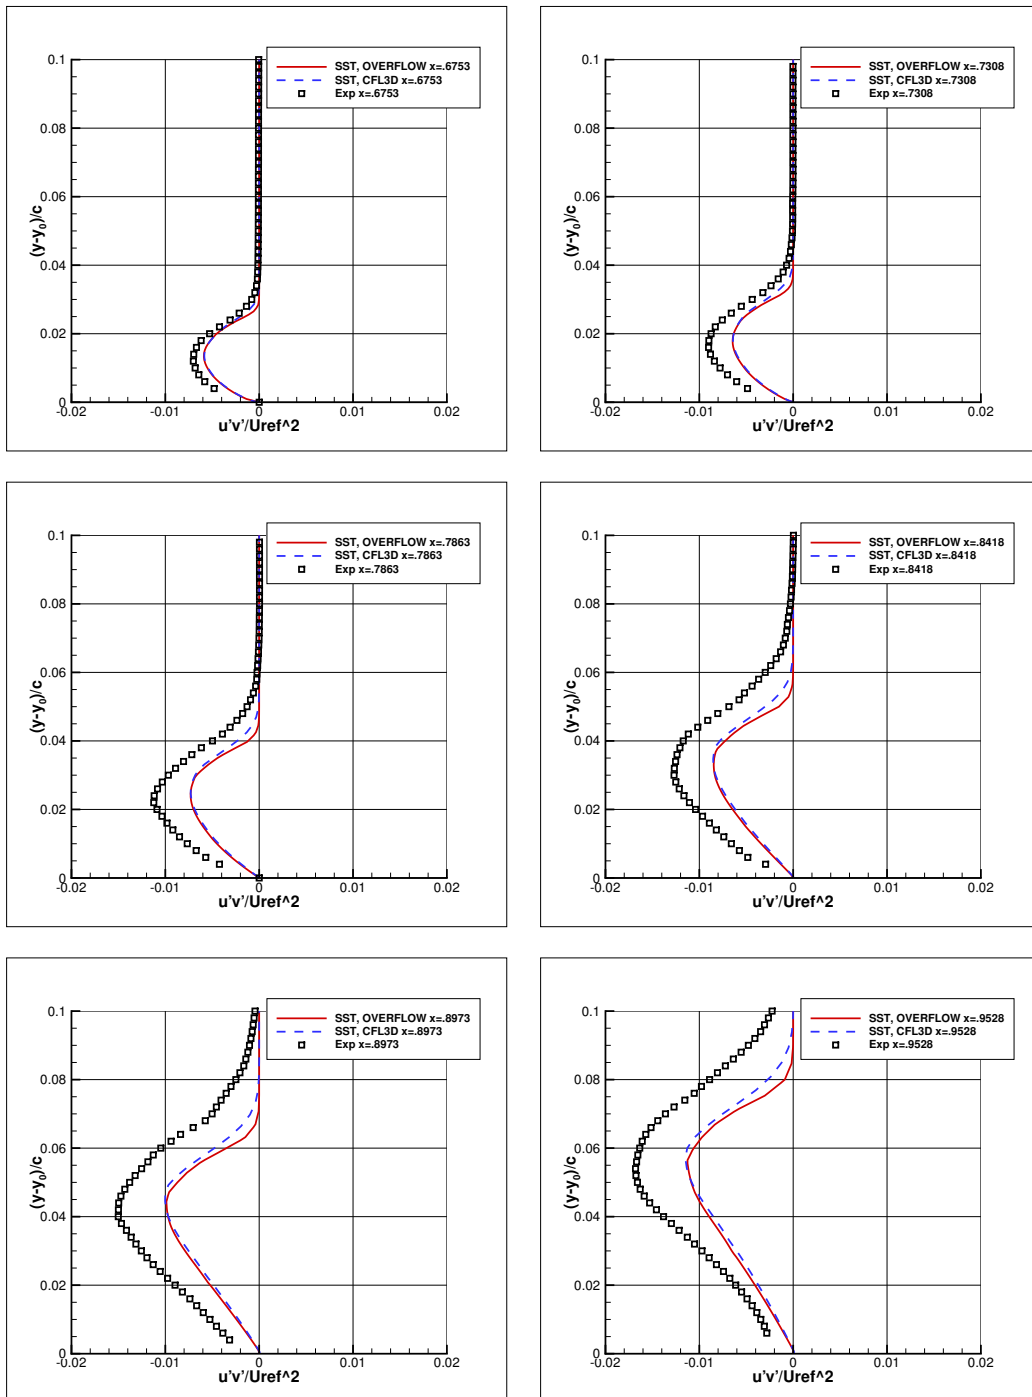 SST, OVERFLOW x=.6753
SST, CFL3D x=.6753
Exp x=.6753
(y-y0)/c
0.1
0.08
0.06
0.04
0.02
0
-0.02 -0.01 0 0.01 0.02
u'v'/Uref^2
SST, OVERFLOW x=.7308
SST, CFL3D x=.7308
Exp x=.7308
(y-y0)/c
0.1
0.08
0.06
0.04
0.02
0
-0.02 -0.01 0 0.01 0.02
u'v'/Uref^2
SST, OVERFLOW x=.7863
SST, CFL3D x=.7863
Exp x=.7863
(y-y0)/c
0.1
0.08
0.06
0.04
0.02
0
-0.02 -0.01 0 0.01 0.02
u'v'/Uref^2
SST, OVERFLOW x=.8418
SST, CFL3D x=.8418
Exp x=.8418
(y-y0)/c
0.1
0.08
0.06
0.04
0.02
0
-0.02 -0.01 0 0.01 0.02
u'v'/Uref^2
SST, OVERFLOW x=.8973
SST, CFL3D x=.8973
Exp x=.8973
(y-y0)/c
0.1
0.08
0.06
0.04
0.02
0
-0.02 -0.01 0 0.01 0.02
u'v'/Uref^2
SST, OVERFLOW x=.9528
SST, CFL3D x=.9528
Exp x=.9528
(y-y0)/c
0.1
0.08
0.06
0.04
0.02
0
-0.02 -0.01 0 0.01 0.02
u'v'/Uref^2